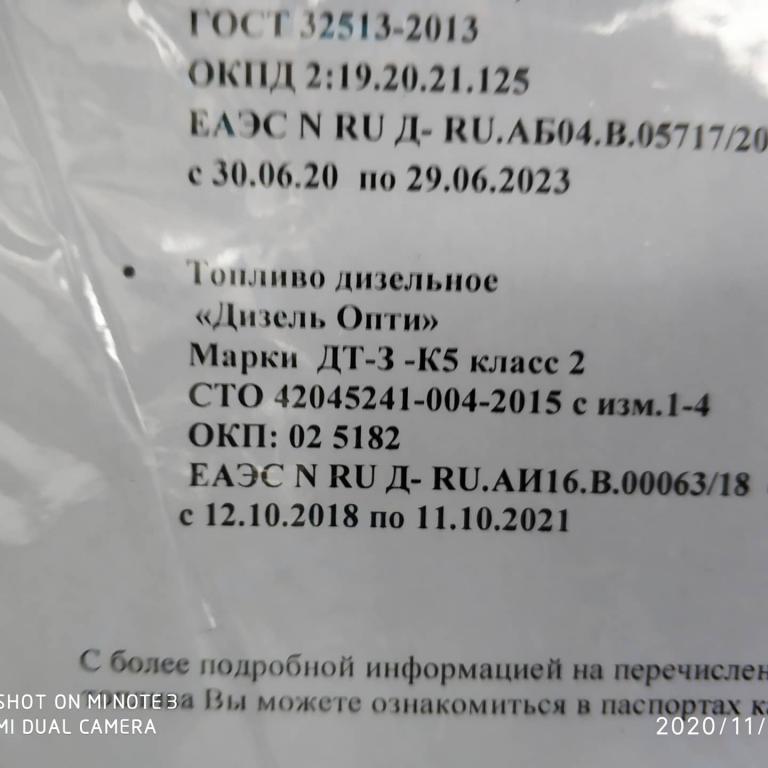 ГОСТ 32513-2013
ОКПД 2:19.20.21.125
ЕАЭС N RU Д- RU.АБ04.В.05717/20
с 30.06.20 по 29.06.2023
• Топливо дизельное
«Дизель Опти»
Марки ДТ-З -К5 класс 2
СТО 42045241-004-2015 с изм.1-4
ОКП: 02 5182
ЕАЭС N RU Д- RU.АИ16.В.00063/18
с 12.10.2018 по 11.10.2021
С более подробной информацией на перечислен
топлива Вы можете ознакомиться в паспортах ка
SHOT ON MI NOTE 3
MI DUAL CAMERA
2020/11/